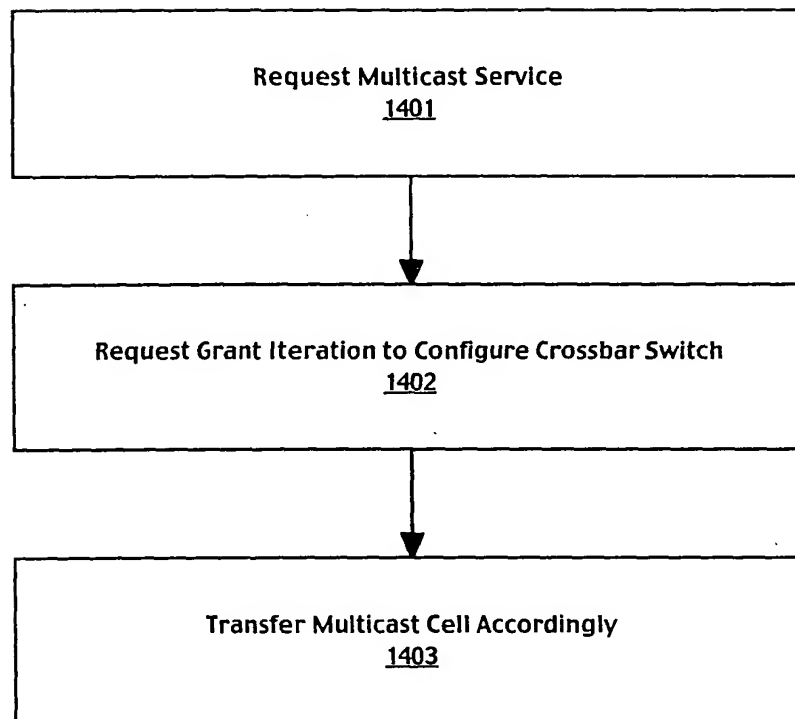 Request Multicast Service
1401
Request Grant Iteration to Configure Crossbar Switch
1402
Transfer Multicast Cell Accordingly
1403